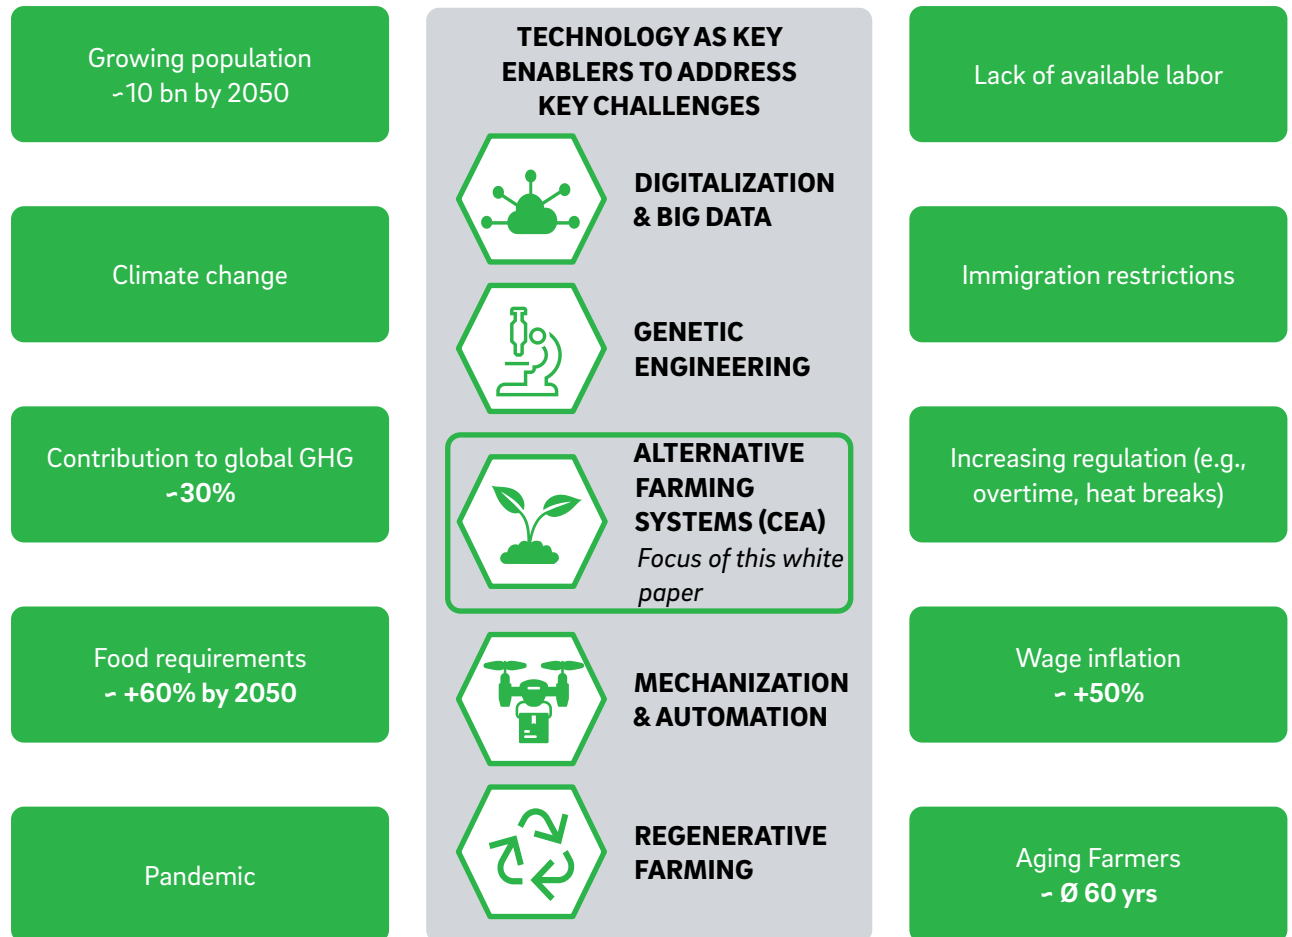 Growing population
~10 bn by 2050
Climate change
Contribution to global GHG
~30%
Food requirements
~ +60% by 2050
Pandemic
TECHNOLOGY AS KEY
ENABLERS TO ADDRESS
KEY CHALLENGES
DIGITALIZATION
& BIG DATA
GENETIC
ENGINEERING
ALTERNATIVE
FARMING
SYSTEMS (CEA)
Focus of this white
paper
MECHANIZATION
& AUTOMATION
REGENERATIVE
FARMING
Lack of available labor
Immigration restrictions
Increasing regulation (e.g.,
overtime, heat breaks)
Wage inflation
~ +50%
Aging Farmers
~ Ø 60 yrs